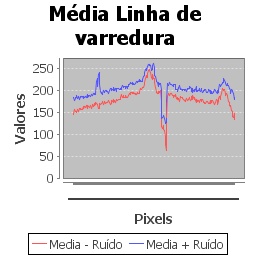 Média Linha de
varredura
Valores
250
200
150
100
50
0
Pixels
Media - Ruído
Media + Ruído